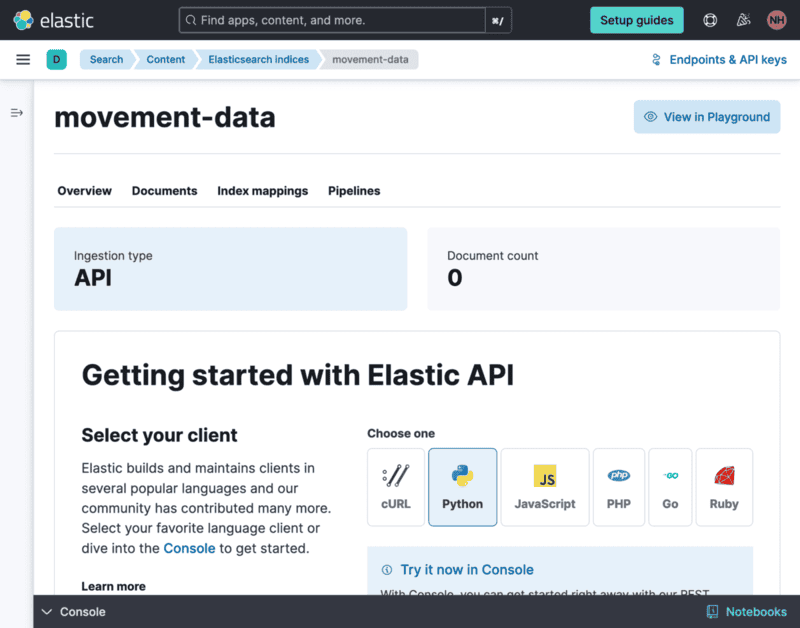 elastic
Find apps, content, and more.
⌘/
Setup guides
NH
D
Search
Content
Elasticsearch indices
movement-data
Endpoints & API keys
movement-data
View in Playground
Overview
Documents
Index mappings
Pipelines
Ingestion type
API
Document count
0
Getting started with Elastic API
Select your client
Elastic builds and maintains clients in
several popular languages and our
community has contributed many more.
Select your favorite language client or
dive into the Console to get started.
Learn more
Choose one
cURL
Python
JS
JavaScript
php
PHP
GO
Go
Ruby
Try it now in Console
With Console, you can get started right away with our REST
Console
Notebooks